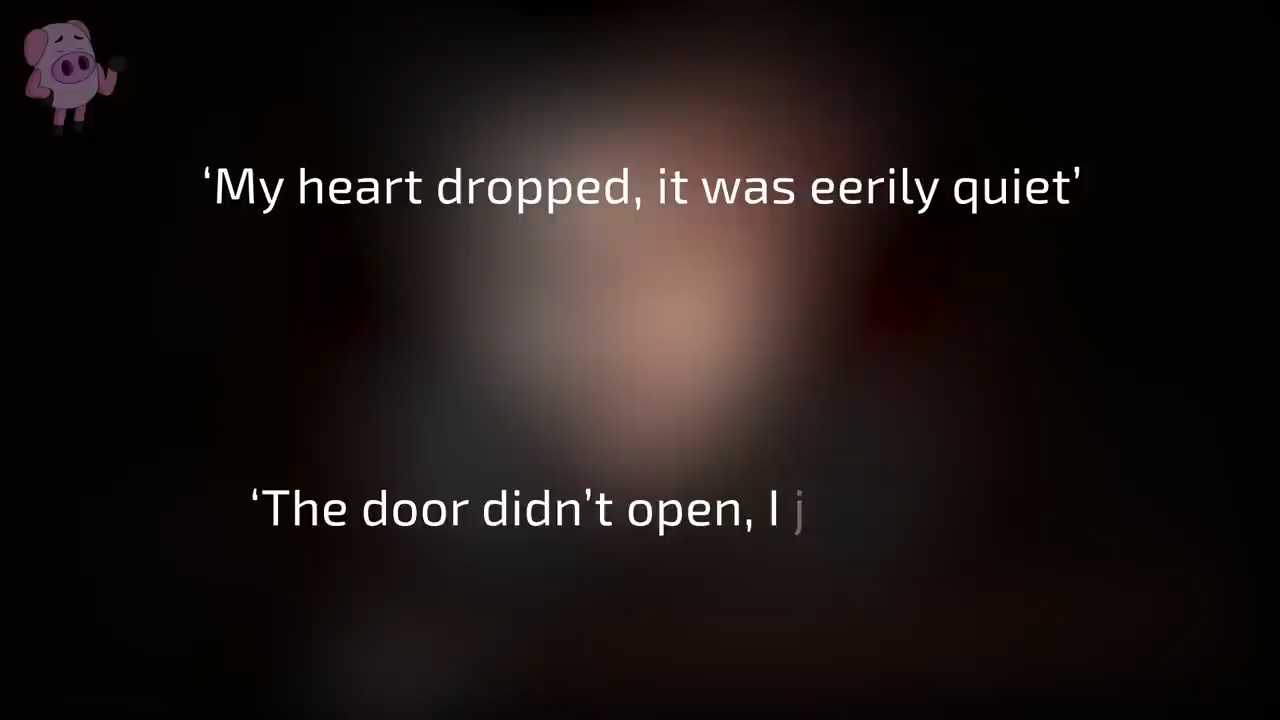 ‘My heart dropped, it was eerily quiet’
‘The door didn’t open, I j